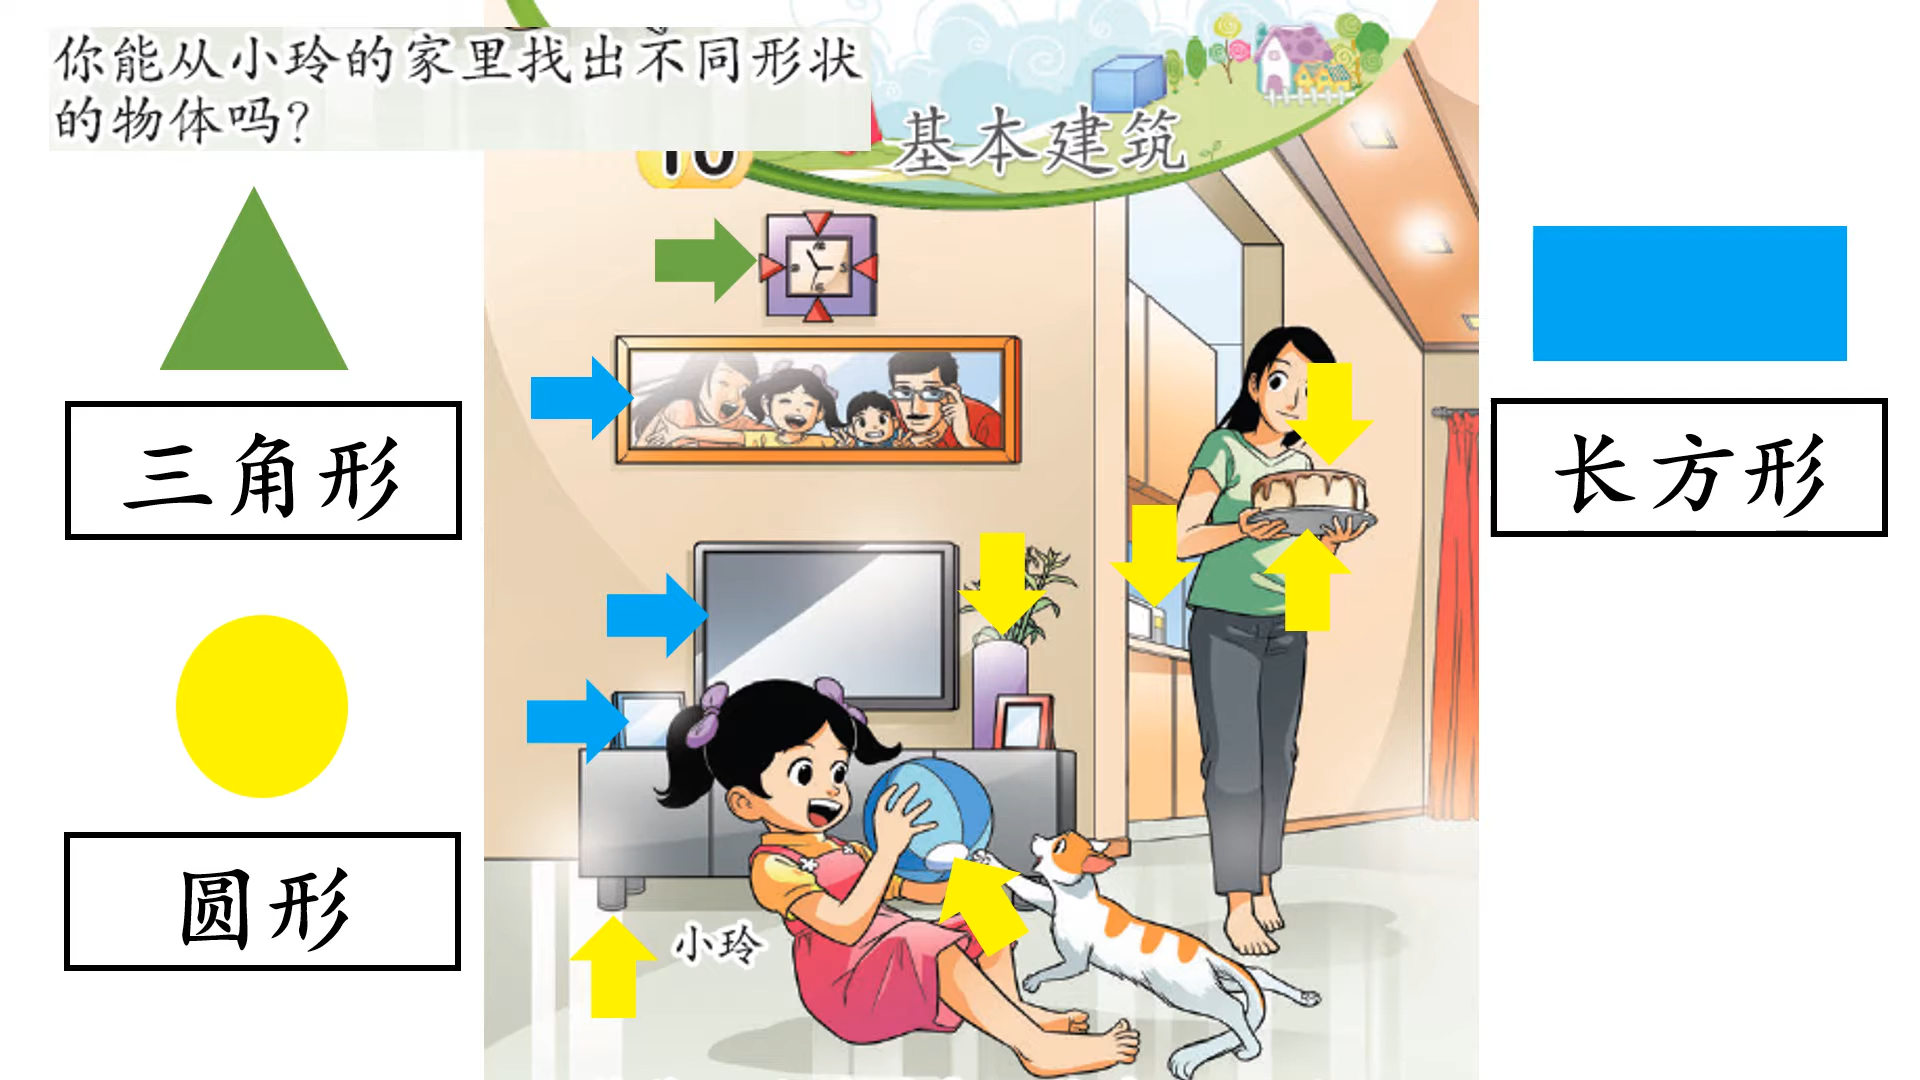 你能从小玲的家里找出不同形状
的物体吗?
10
基本建筑
三角形
长方形
圆形
小玲